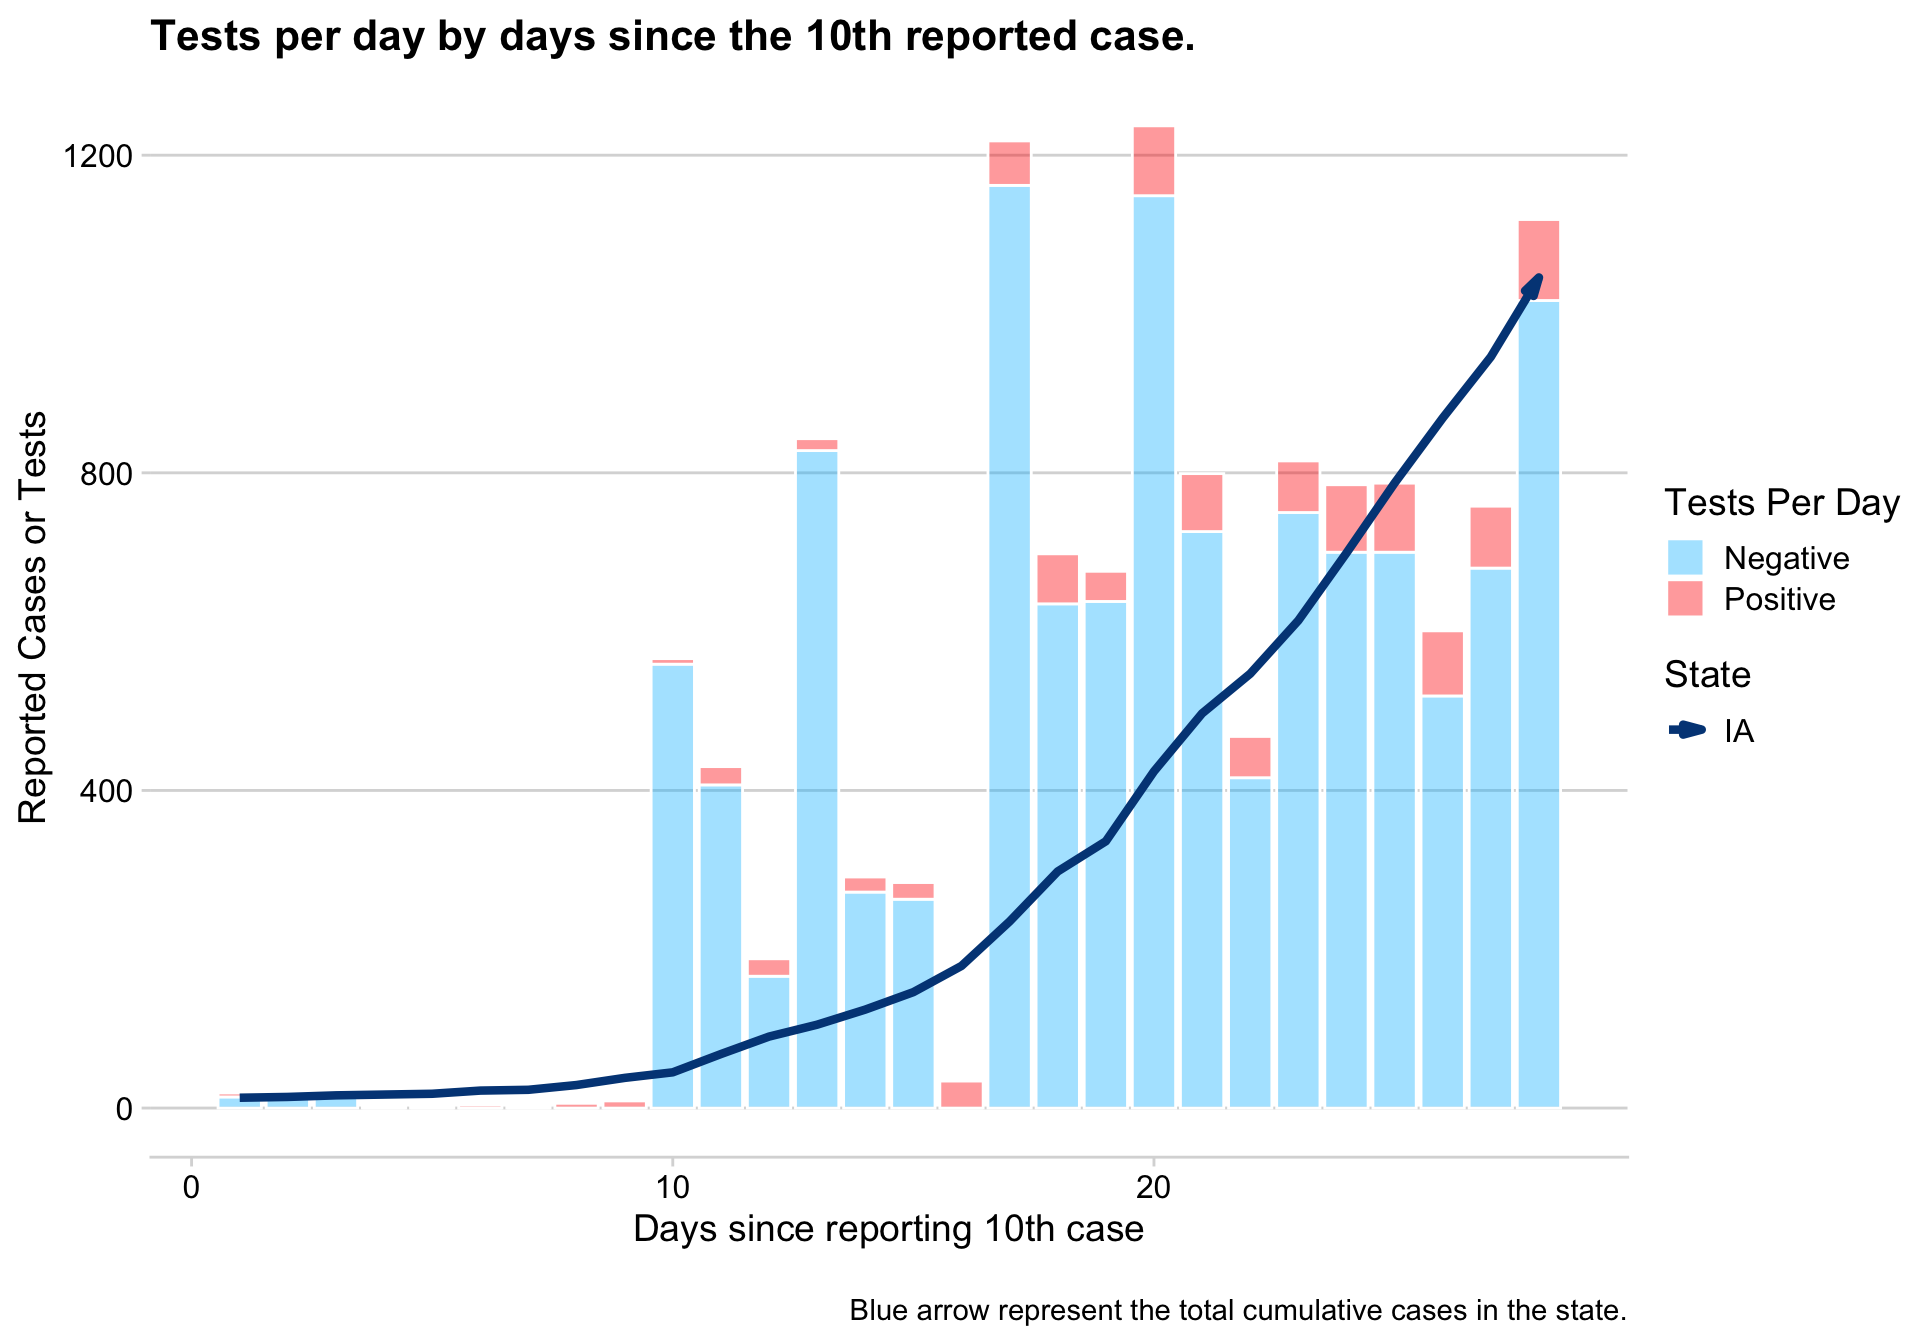 Tests per day by days since the 10th reported case.
Reported Cases or Tests
1200
800
400
0
0 10 20
Days since reporting 10th case
Tests Per Day
Negative
Positive
State
IA
Blue arrow represent the total cumulative cases in the state.